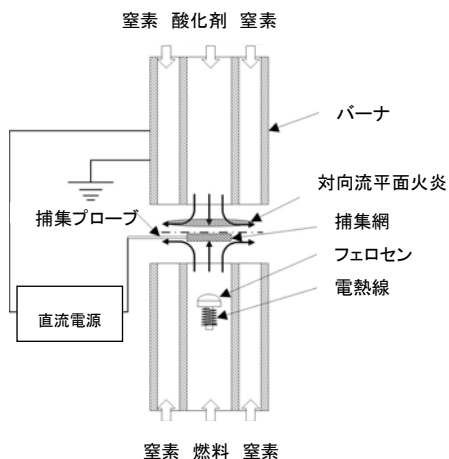 窒素 酸化剤 窒素
バーナ
対向流平面火炎
捕集プローブ
捕集網
フェロセン
電熱線
直流電源
窒素 燃料 窒素